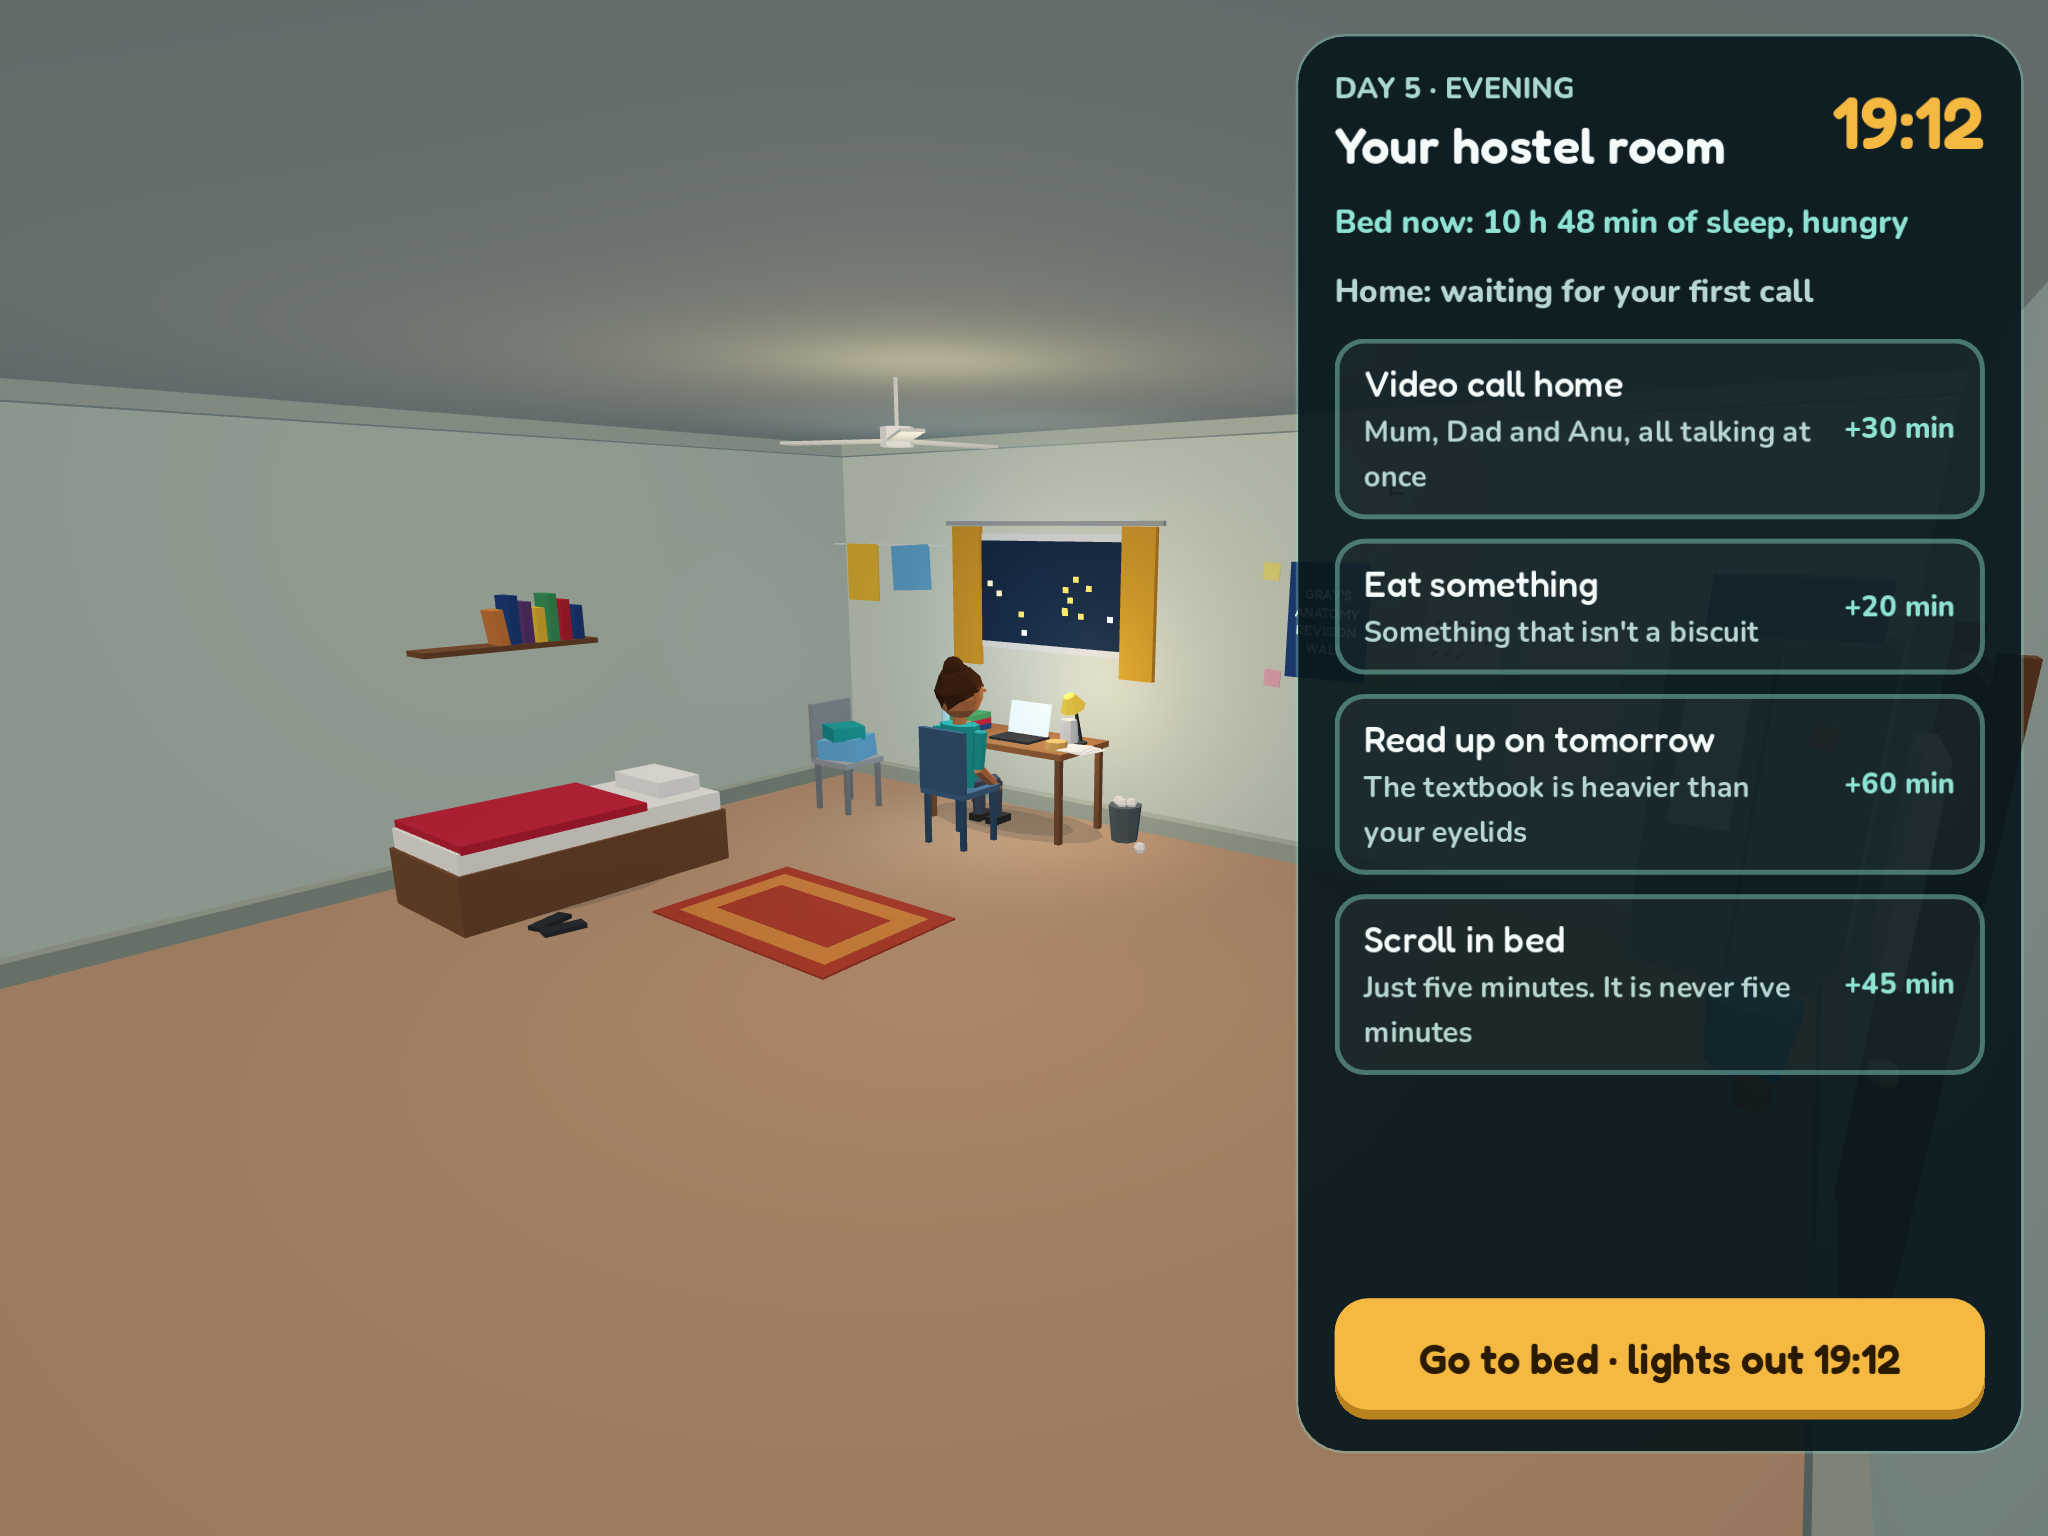 DAY 5 · EVENING
Your hostel room
19:12
Bed now: 10 h 48 min of sleep, hungry
Home: waiting for your first call
Video call home
Mum, Dad and Anu, all talking at
once
+30 min
Eat something
Something that isn't a biscuit
+20 min
Read up on tomorrow
The textbook is heavier than
your eyelids
+60 min
Scroll in bed
Just five minutes. It is never five
minutes
+45 min
Go to bed · lights out 19:12
GRAY'S
ANATOMY
REVISION
WALL